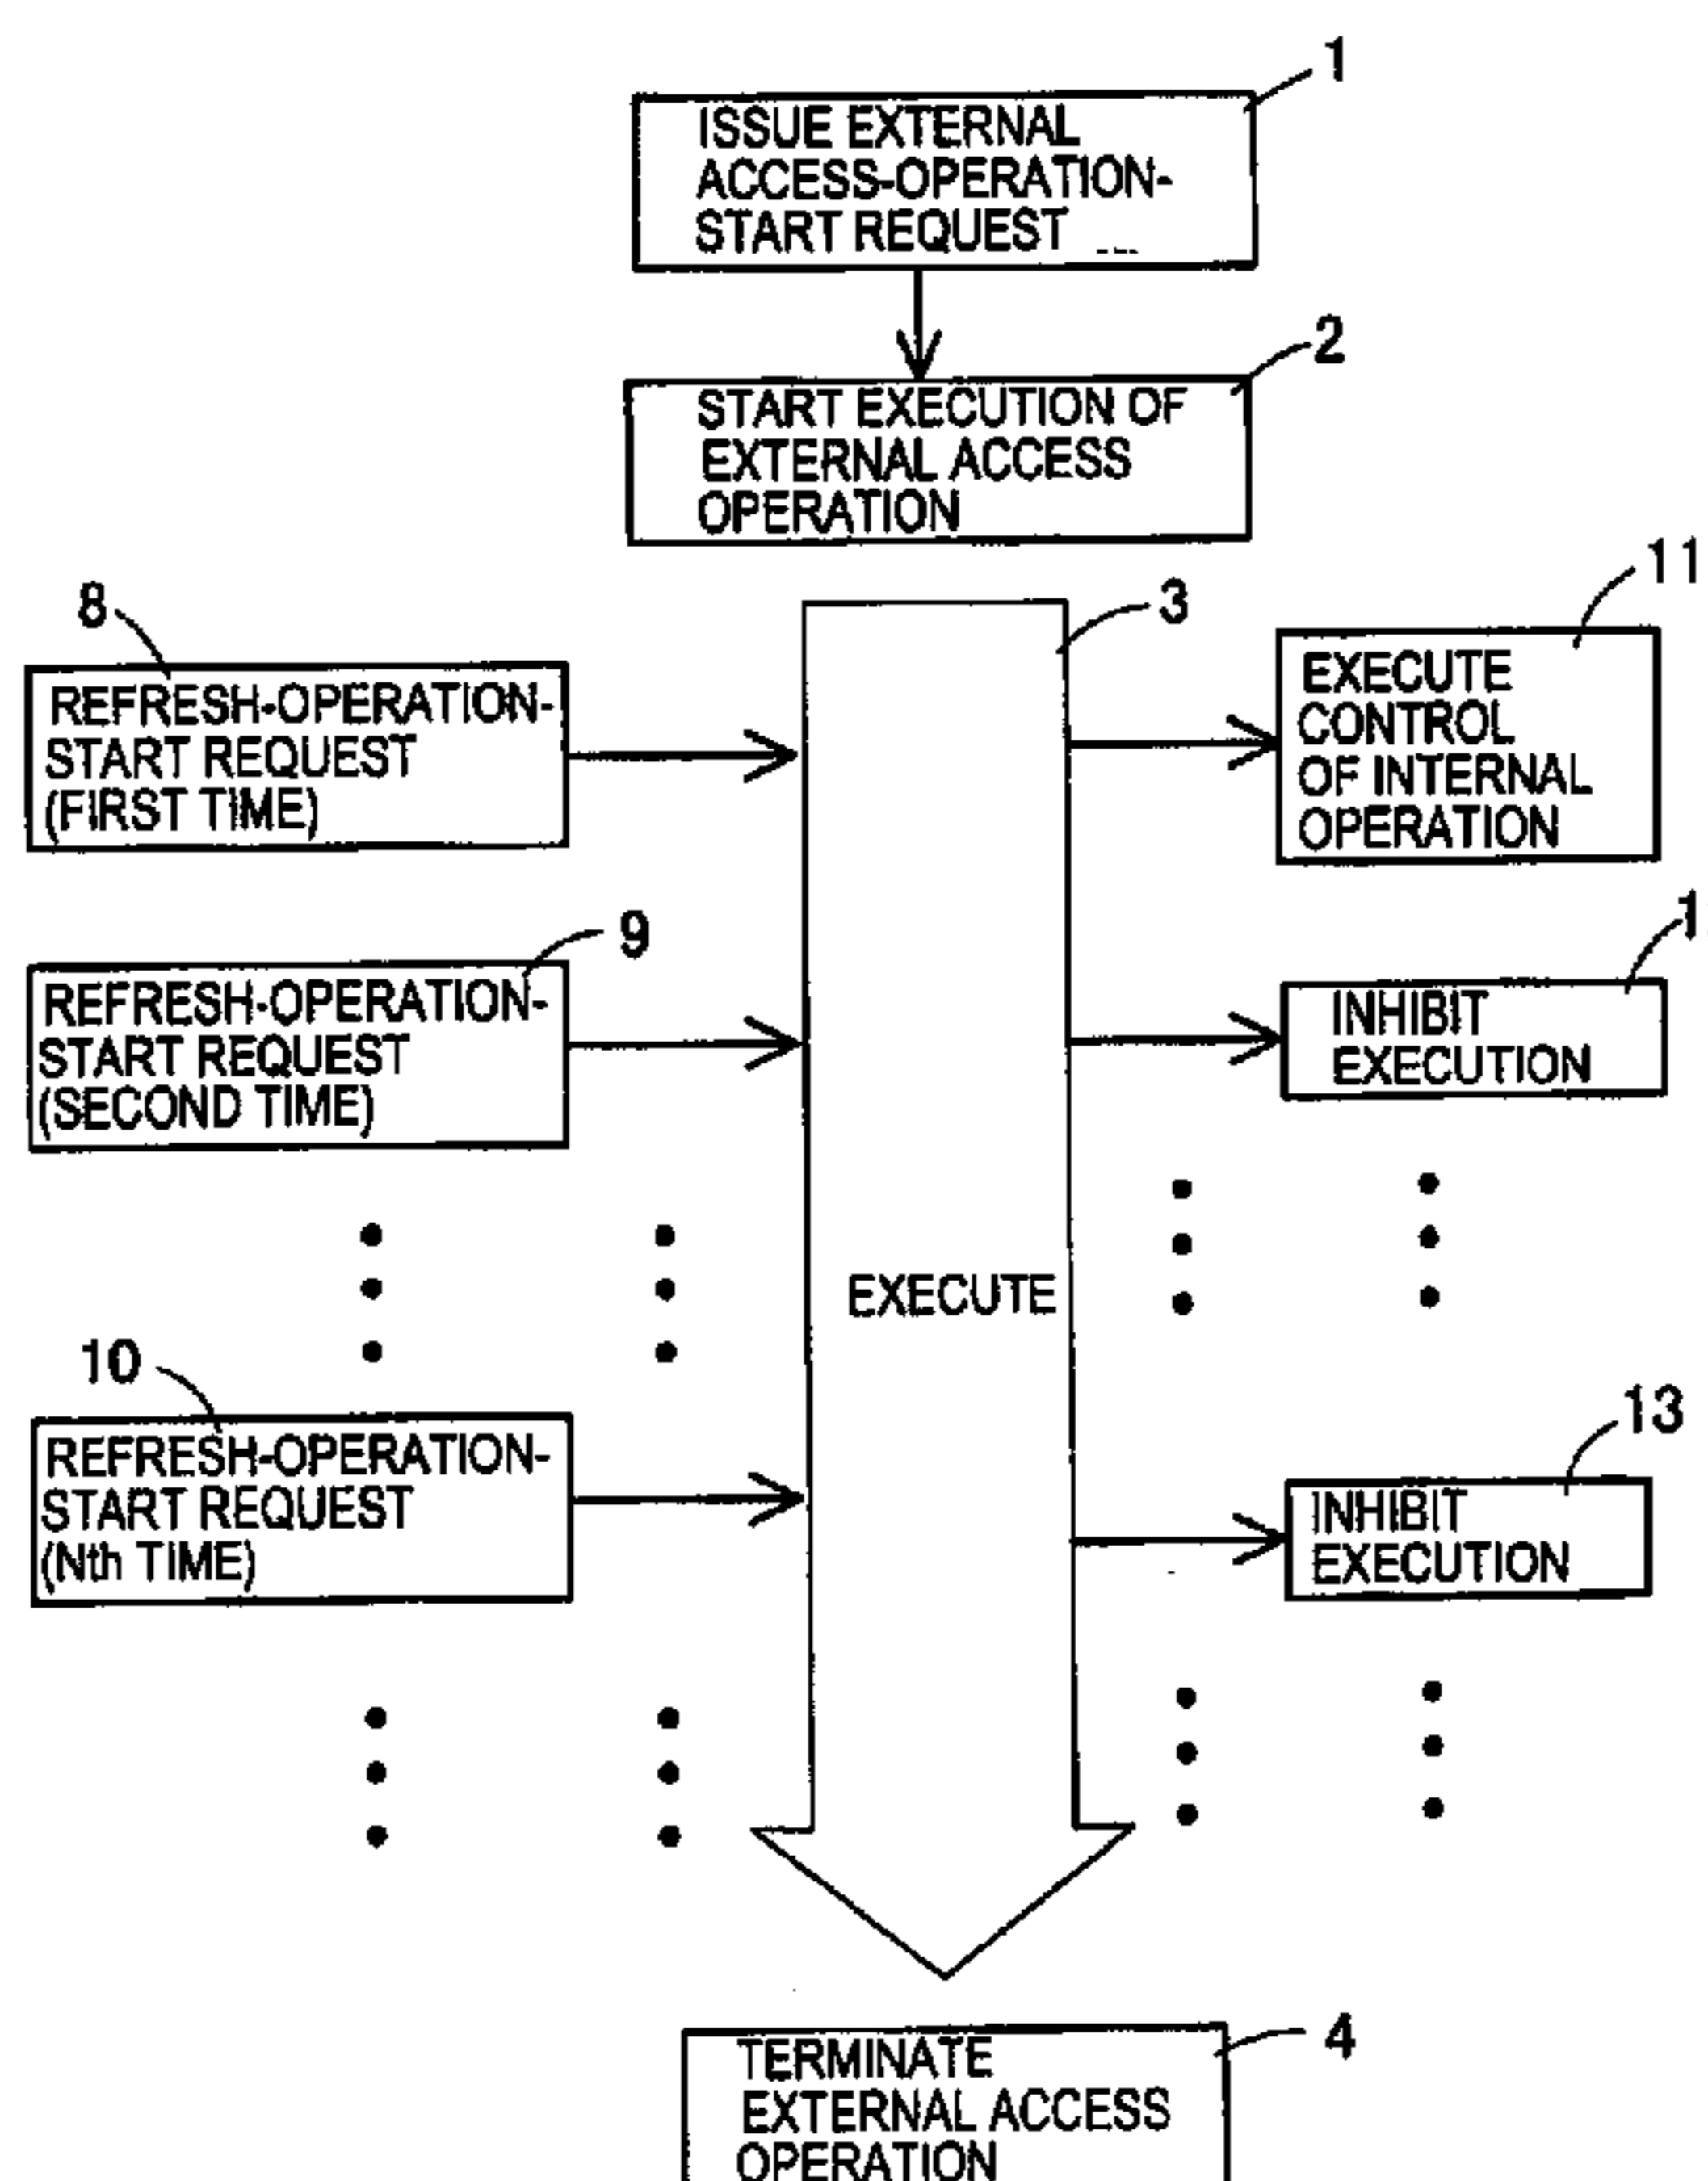 1
ISSUE EXTERNAL
ACCESS-OPERATION-
START REQUEST
2
START EXECUTION OF
EXTERNAL ACCESS
OPERATION
3
11
8
REFRESH-OPERATION-
START REQUEST
(FIRST TIME)
EXECUTE
CONTROL
OF INTERNAL
OPERATION
9
REFRESH-OPERATION-
START REQUEST
(SECOND TIME)
1
INHIBIT
EXECUTION
EXECUTE
10
REFRESH-OPERATION-
START REQUEST
(Nth TIME)
13
INHIBIT
EXECUTION
4
TERMINATE
EXTERNAL ACCESS
OPERATION